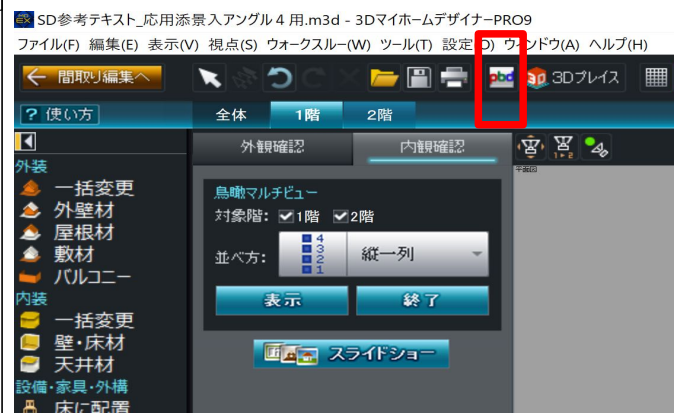 SD参考テキスト_応用添景入アングル４用.m3d - 3DマイホームデザイナーPRO9
ファイル(F) 編集(E) 表示(V) 視点(S) ウォークスルー(W) ツール(T) 設定(O) ウィンドウ(A) ヘルプ(H)
← 間取り編集へ pbd 3Dプレイス
? 使い方 全体 1階 2階
外観確認 内観確認
平面図
外装
一括変更
外壁材
屋根材
敷材
バルコニー
内装
一括変更
壁・床材
天井材
設備・家具・外構
床に配置
鳥瞰マルチビュー
対象階: 1階 2階
並べ方: 4 3 2 1 縦一列
表示 終了
スライドショー